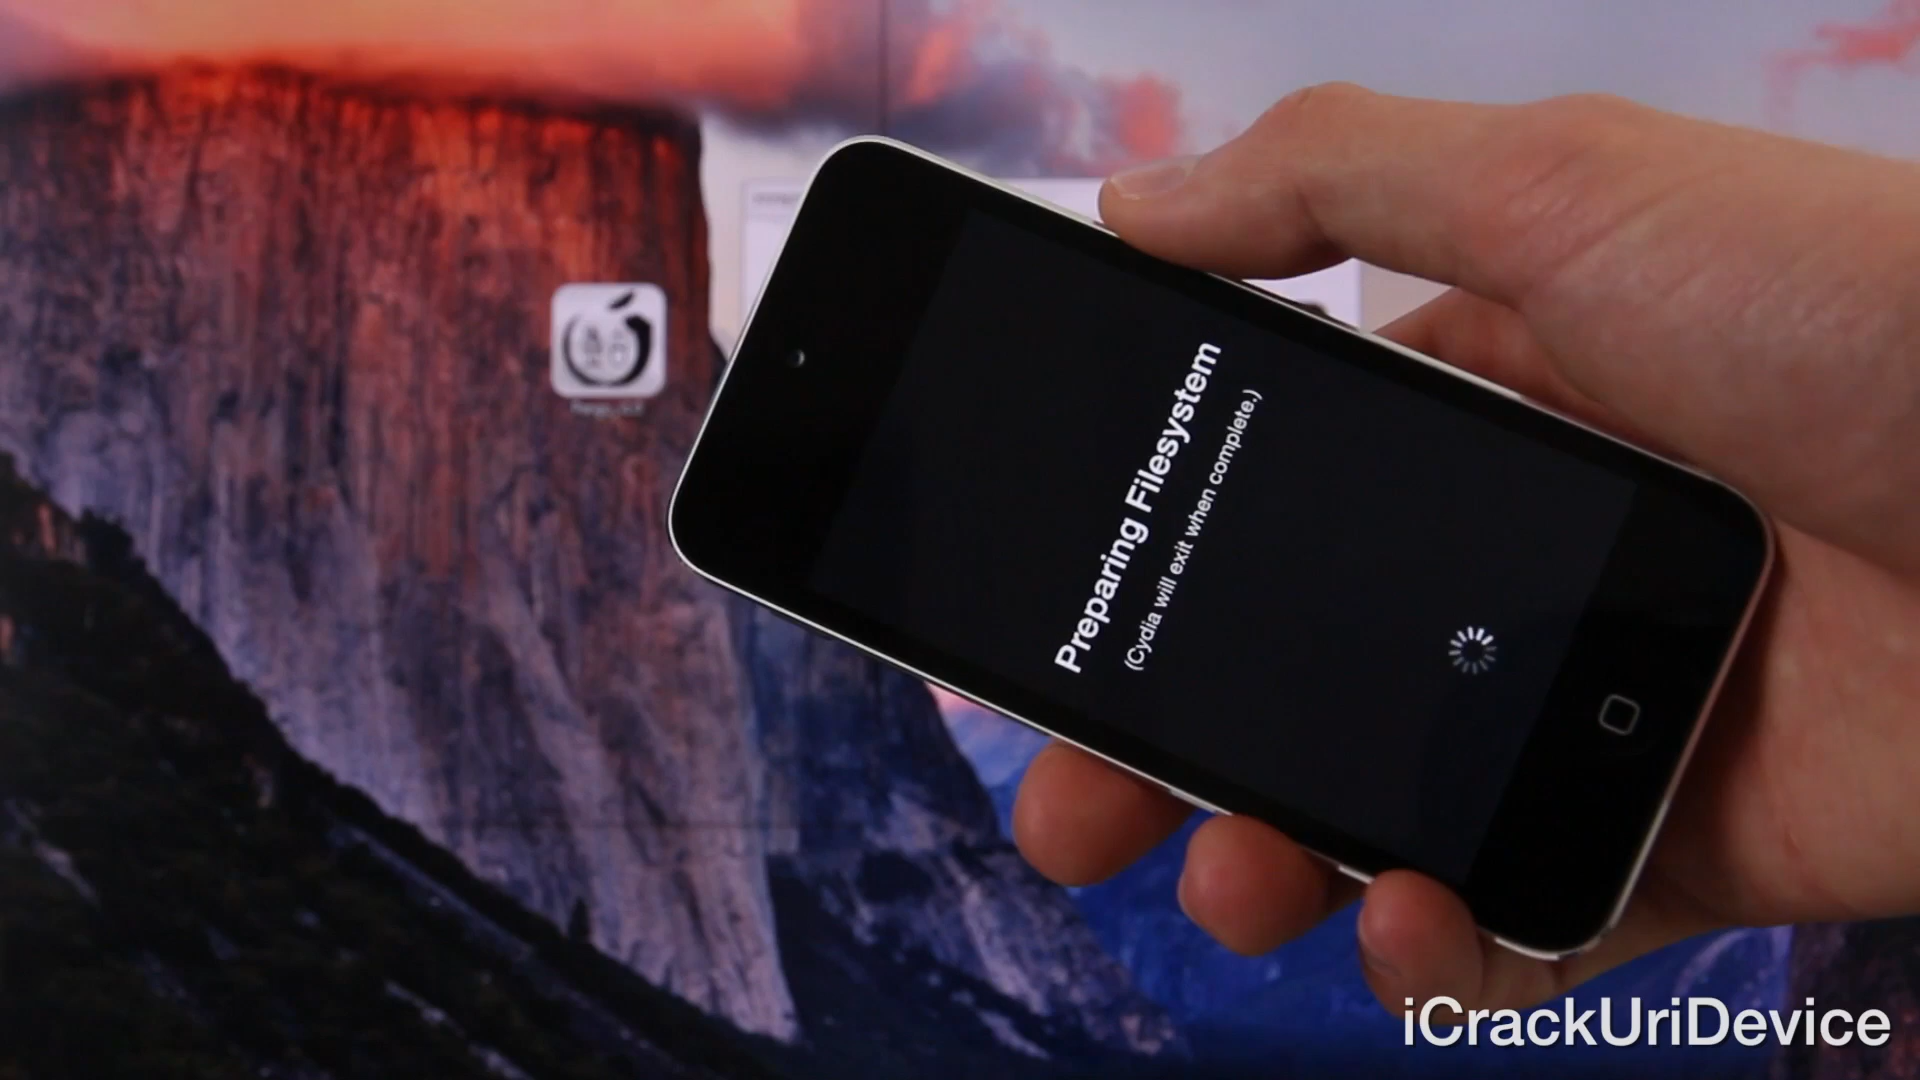 Preparing Filesystem
(Cydia will exit when complete.)
iCrackUriDevice